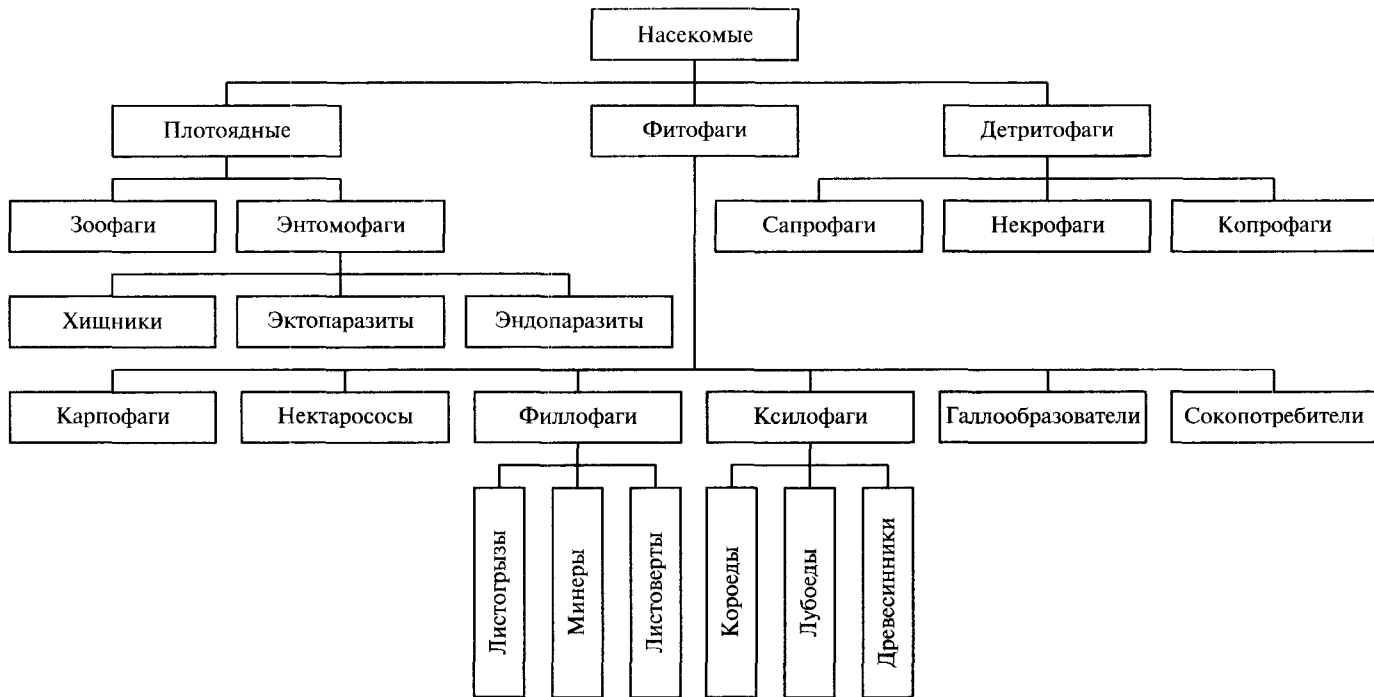 Насекомые
Плотоядные
Фитофаги
Детритофаги
Зоофаги
Энтомофаги
Сапрофаги
Некрофаги
Копрофаги
Хищники
Эктопаразиты
Эндопаразиты
Карпофаги
Нектарососы
Филлофаги
Ксилофаги
Галлообразователи
Сокопотребители
Листогрызы
Минеры
Листоверты
Короеды
Лубоеды
Древесинники